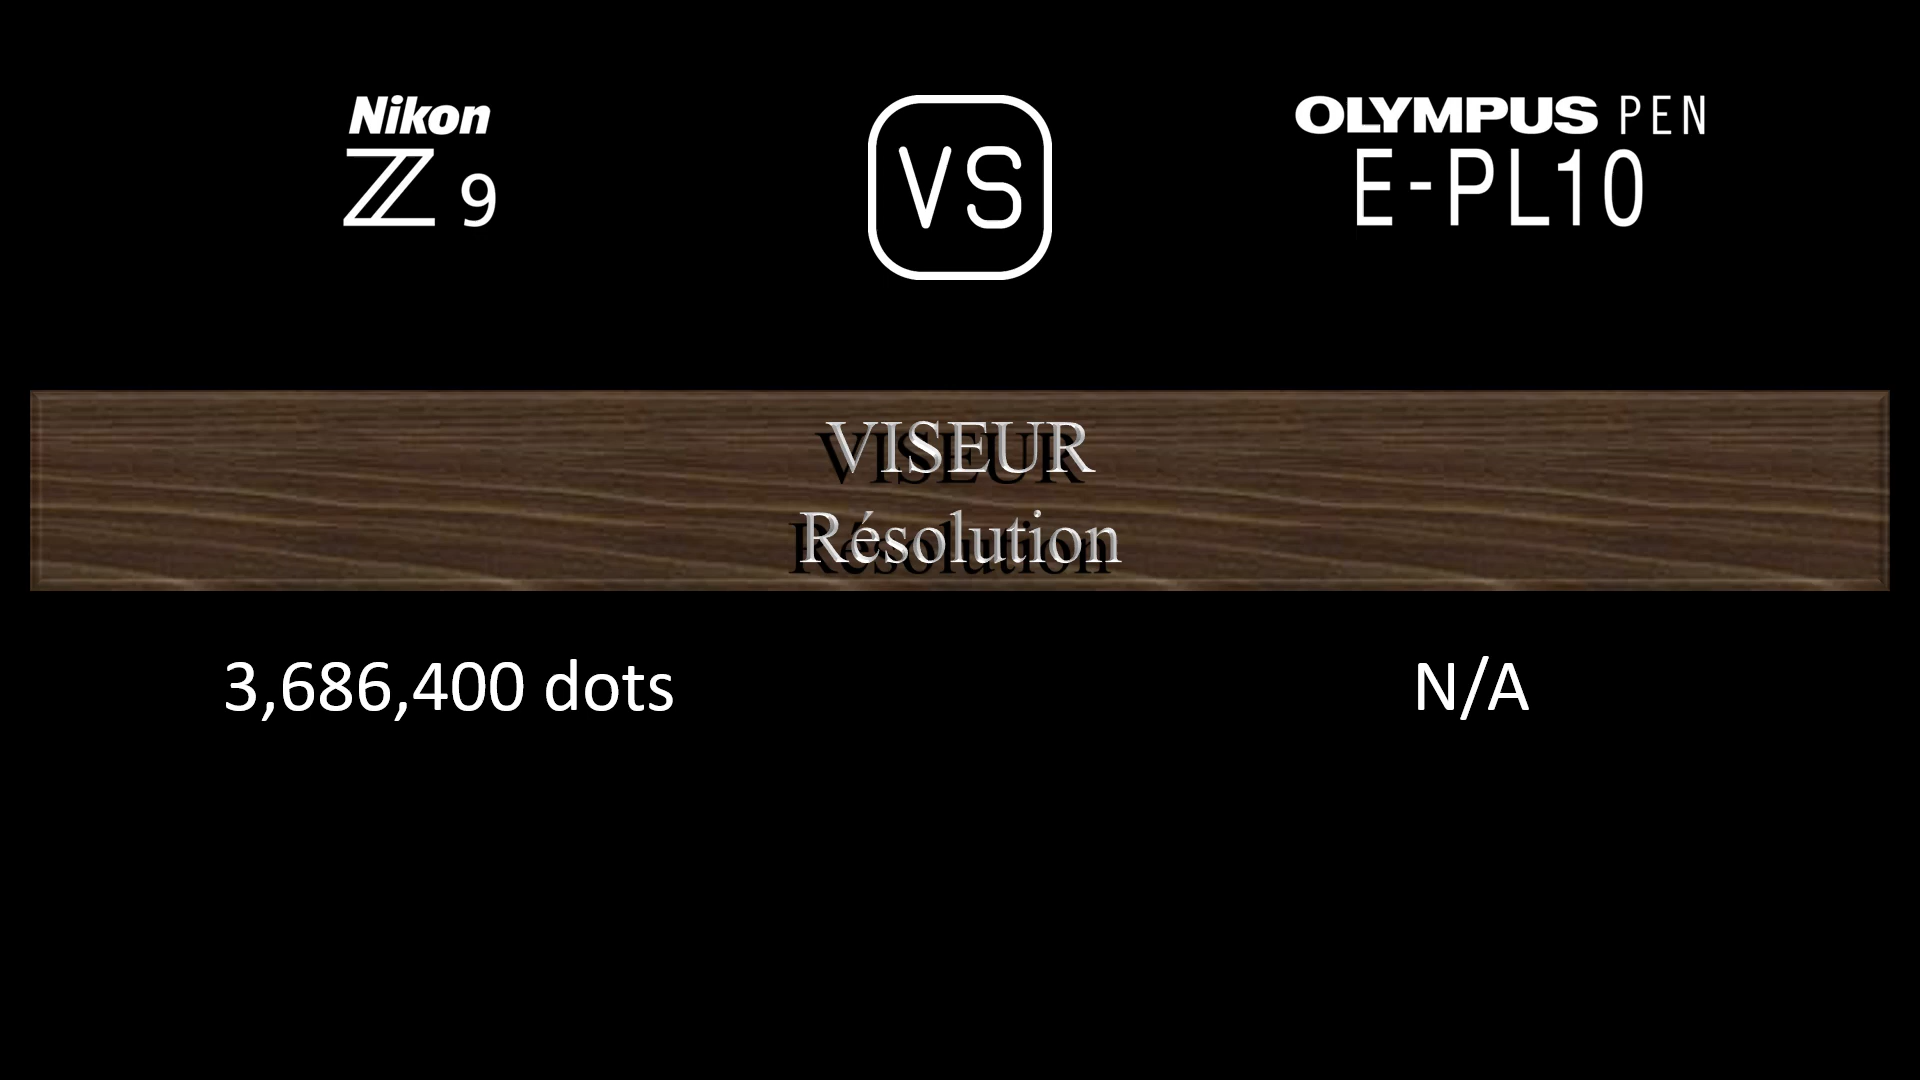 Nikon
Z 9
VS
OLYMPUS PEN
E-PL10
VISEUR
Résolution
3,686,400 dots
N/A